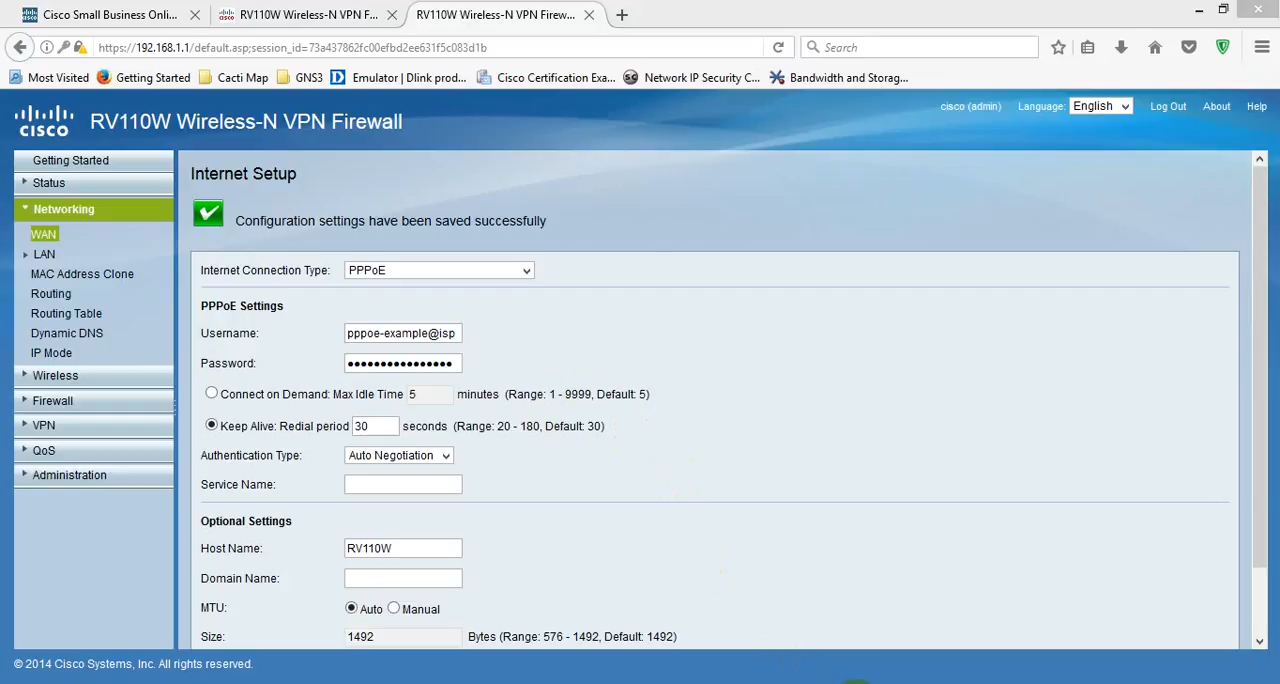 Cisco Small Business Onli...
RV110W Wireless-N VPN F...
RV110W Wireless-N VPN Firew...
https://192.168.1.1/default.asp;session_id=73a437862fc00efbd2ee631f5c083d1b
Search
Most Visited
Getting Started
Cacti Map
GNS3
Emulator | Dlink prod...
Cisco Certification Exa...
Network IP Security C...
Bandwidth and Storag...
cisco
RV110W Wireless-N VPN Firewall
cisco (admin)
Language: English
Log Out
About
Help
Getting Started
Status
Networking
WAN
LAN
MAC Address Clone
Routing
Routing Table
Dynamic DNS
IP Mode
Wireless
Firewall
VPN
QoS
Administration
Internet Setup
Configuration settings have been saved successfully
Internet Connection Type: PPPoE
PPPoE Settings
Username: pppoe-example@isp
Password: ••••••••••••••••
Connect on Demand: Max Idle Time 5 minutes (Range: 1 - 9999, Default: 5)
Keep Alive: Redial period 30 seconds (Range: 20 - 180, Default: 30)
Authentication Type: Auto Negotiation
Service Name:
Optional Settings
Host Name: RV110W
Domain Name:
MTU: Auto Manual
Size: 1492 Bytes (Range: 576 - 1492, Default: 1492)
© 2014 Cisco Systems, Inc. All rights reserved.